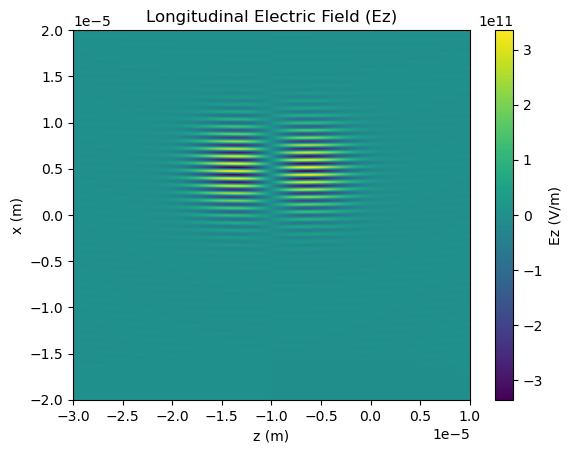 Longitudinal Electric Field (Ez)
1e−5
1e11
2.0
1.5
1.0
0.5
0.0
−0.5
−1.0
−1.5
−2.0
x (m)
−3.0 −2.5 −2.0 −1.5 −1.0 −0.5 0.0 0.5 1.0
z (m)
1e−5
3
2
1
0
−1
−2
−3
Ez (V/m)